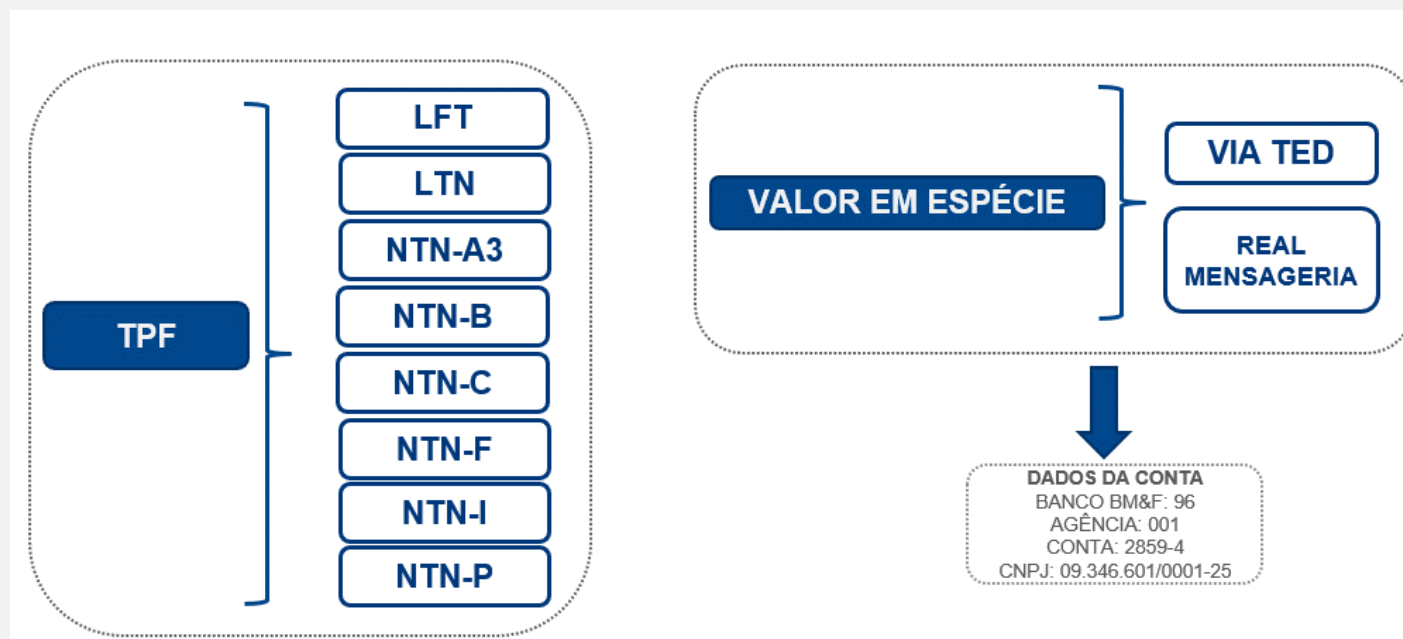 TPF
LFT
LTN
NTN-A3
NTN-B
NTN-C
NTN-F
NTN-I
NTN-P
VALOR EM ESPÉCIE
VIA TED
REAL
MENSAGERIA
DADOS DA CONTA
BANCO BM&F: 96
AGÊNCIA: 001
CONTA: 2859-4
CNPJ: 09.346.601/0001-25